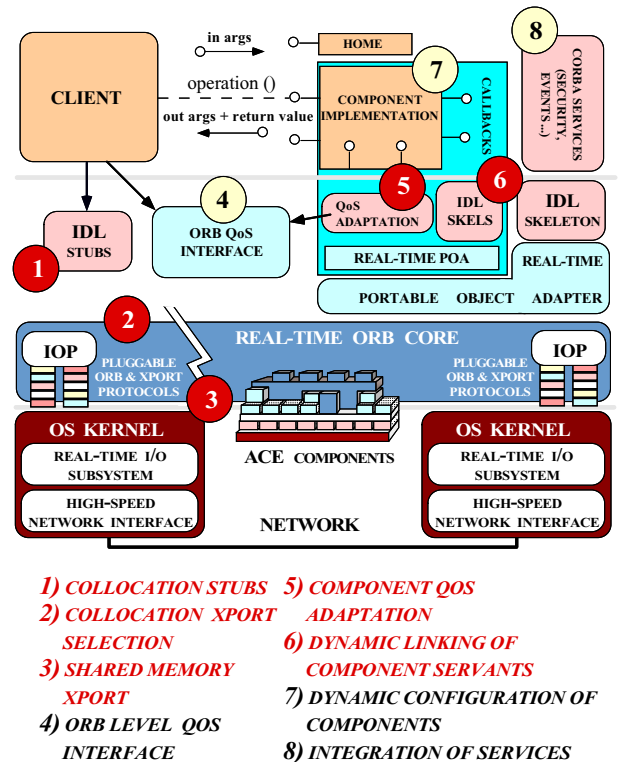 in args
HOME
8
7
CLIENT
operation ()
COMPONENT
IMPLEMENTATION
out args + return value
CALLBACKS
CORBA SERVICES
(SECURITY,
EVENTS ...)
6
5
4
IDL
STUBS
1
ORB QoS
INTERFACE
QoS
ADAPTATION
IDL
SKELS
IDL
SKELETON
REAL-TIME POA
REAL-TIME
PORTABLE OBJECT ADAPTER
2
REAL-TIME ORB CORE
IOP
PLUGGABLE
ORB & XPORT
PROTOCOLS
3
PLUGGABLE
ORB & XPORT
PROTOCOLS
IOP
OS KERNEL
REAL-TIME I/O
SUBSYSTEM
HIGH-SPEED
NETWORK INTERFACE
ACE COMPONENTS
NETWORK
OS KERNEL
REAL-TIME I/O
SUBSYSTEM
HIGH-SPEED
NETWORK INTERFACE
1) COLLOCATION STUBS
2) COLLOCATION XPORT
SELECTION
3) SHARED MEMORY
XPORT
4) ORB LEVEL QOS
INTERFACE
5) COMPONENT QOS
ADAPTATION
6) DYNAMIC LINKING OF
COMPONENT SERVANTS
7) DYNAMIC CONFIGURATION OF
COMPONENTS
8) INTEGRATION OF SERVICES